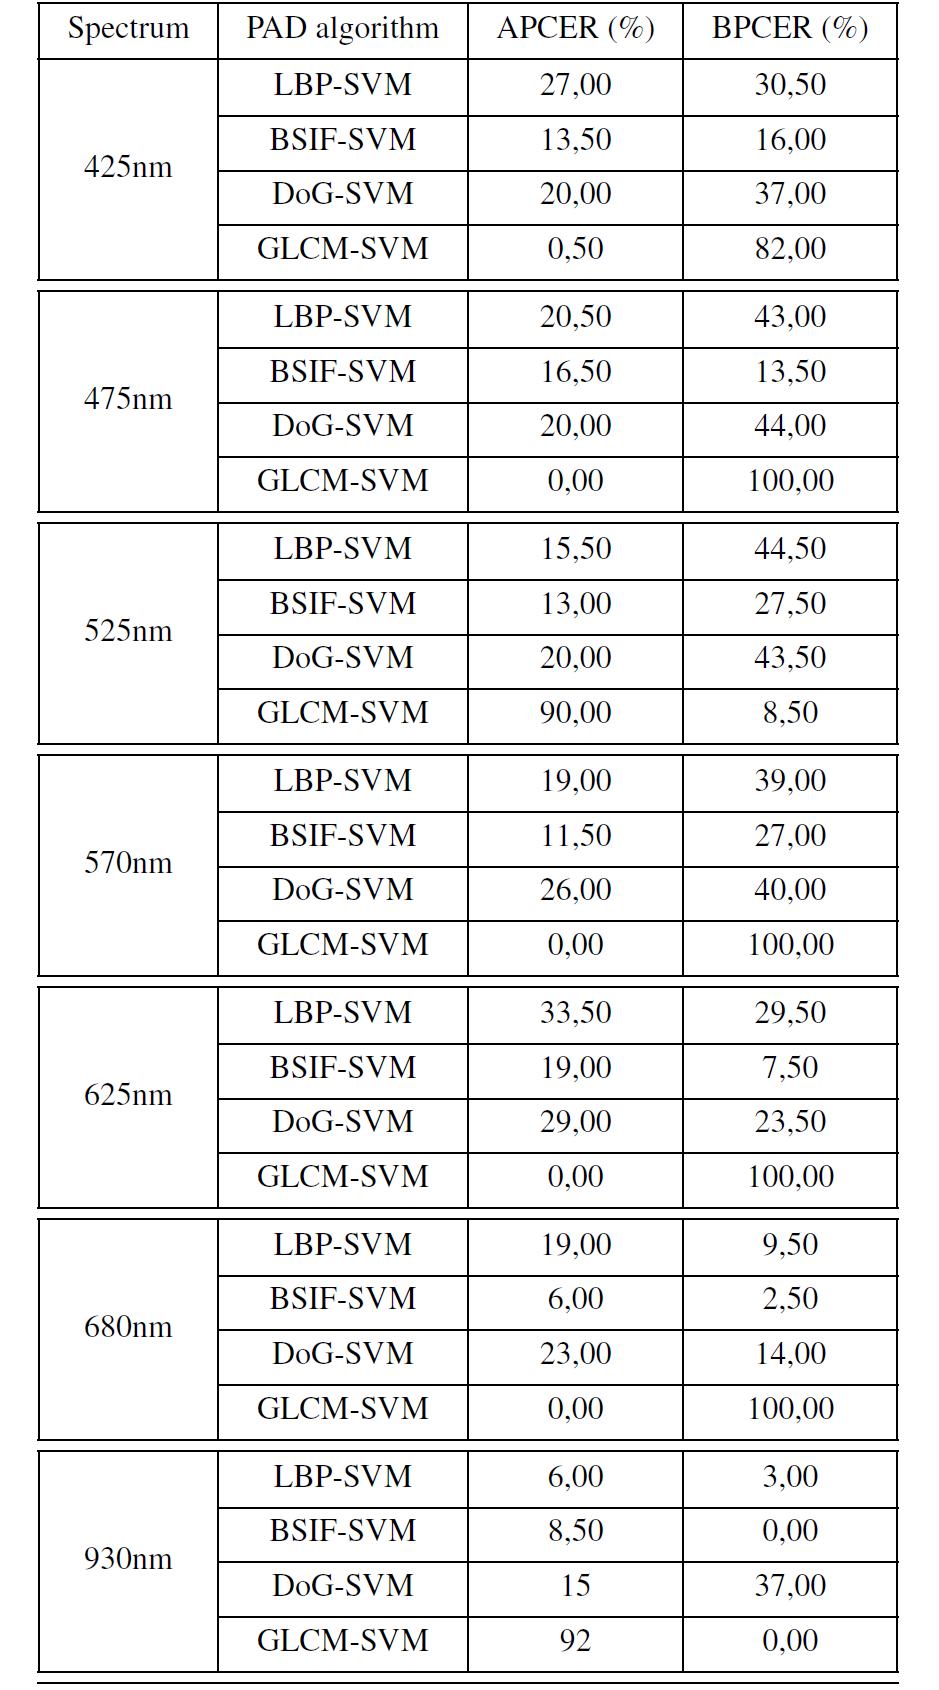 Spectrum PAD algorithm APCER (%) BPCER (%)
LBP-SVM 27,00 30,50
BSIF-SVM 13,50 16,00
425nm
DoG-SVM 20,00 37,00
GLCM-SVM 0,50 82,00
LBP-SVM 20,50 43,00
BSIF-SVM 16,50 13,50
475nm
DoG-SVM 20,00 44,00
GLCM-SVM 0,00 100,00
LBP-SVM 15,50 44,50
BSIF-SVM 13,00 27,50
525nm
DoG-SVM 20,00 43,50
GLCM-SVM 90,00 8,50
LBP-SVM 19,00 39,00
BSIF-SVM 11,50 27,00
570nm
DoG-SVM 26,00 40,00
GLCM-SVM 0,00 100,00
LBP-SVM 33,50 29,50
BSIF-SVM 19,00 7,50
625nm
DoG-SVM 29,00 23,50
GLCM-SVM 0,00 100,00
LBP-SVM 19,00 9,50
BSIF-SVM 6,00 2,50
680nm
DoG-SVM 23,00 14,00
GLCM-SVM 0,00 100,00
LBP-SVM 6,00 3,00
BSIF-SVM 8,50 0,00
930nm
DoG-SVM 15 37,00
GLCM-SVM 92 0,00